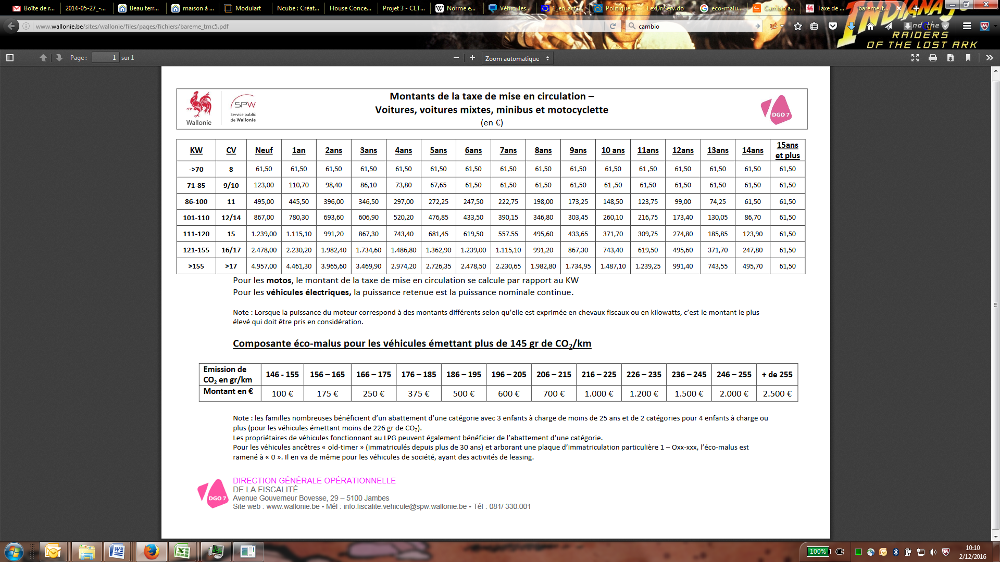 Boîte de r...
2014-05-27_-...
Beau terr...
maison à ...
Modulart
Ncube : Créat...
House Conce...
Projet 3 - CLT...
Norme e...
Véhicules...
1_en_act_...
Politique ...
LexUriServ.do
eco-malu...
Cambio a...
Taxe de ...
bareme_t...
www.wallonie.be/sites/wallonie/files/pages/fichiers/bareme_tmc5.pdf
cambio
INDIANA JO
and the
RAIDERS
OF THE LOST ARK
Page : 1 sur 1
Zoom automatique
Wallonie
SPW
Service public
de Wallonie
Montants de la taxe de mise en circulation –
Voitures, voitures mixtes, minibus et motocyclette
(en €)
DGO 7
KW CV Neuf 1an 2ans 3ans 4ans 5ans 6ans 7ans 8ans 9ans 10 ans 11ans 12ans 13ans 14ans 15ans et plus
->70 8 61,50 61,50 61,50 61,50 61,50 61,50 61,50 61,50 61,50 61,50 61,50 61 ,50 61,50 61,50 61,50 61,50
71-85 9/10 123,00 110,70 98,40 86,10 73,80 67,65 61,50 61,50 61,50 61,50 61 ,50 61,50 61,50 61,50 61,50 61,50
86-100 11 495,00 445,50 396,00 346,50 297,00 272,25 247,50 222,75 198,00 173,25 148,50 123,75 99,00 74,25 61,50 61,50
101-110 12/14 867,00 780,30 693,60 606,90 520,20 476,85 433,50 390,15 346,80 303,45 260,10 216,75 173,40 130,05 86,70 61,50
111-120 15 1.239,00 1.115,10 991,20 867,30 743,40 681,45 619,50 557.55 495,60 433,65 371,70 309,75 274,80 185,85 123,90 61,50
121-155 16/17 2.478,00 2.230,20 1.982,40 1.734,60 1.486,80 1.362,90 1.239,00 1.115,10 991,20 867,30 743,40 619,50 495,60 371,70 247,80 61,50
>155 >17 4.957,00 4.461,30 3.965,60 3.469,90 2.974,20 2.726,35 2.478,50 2.230,65 1.982,80 1.734,95 1.487,10 1.239,25 991,40 743,55 495,70 61,50
Pour les motos, le montant de la taxe de mise en circulation se calcule par rapport au KW
Pour les véhicules électriques, la puissance retenue est la puissance nominale continue.
Note : Lorsque la puissance du moteur correspond à des montants différents selon qu’elle est exprimée en chevaux fiscaux ou en kilowatts, c’est le montant le plus
élevé qui doit être pris en considération.
Composante éco-malus pour les véhicules émettant plus de 145 gr de CO2/km
Emission de CO2 en gr/km 146 - 155 156 – 165 166 – 175 176 – 185 186 – 195 196 – 205 206 – 215 216 – 225 226 – 235 236 – 245 246 – 255 + de 255
Montant en € 100 € 175 € 250 € 375 € 500 € 600 € 700 € 1.000 € 1.200 € 1.500 € 2.000 € 2.500 €
Note : les familles nombreuses bénéficient d’un abattement d’une catégorie avec 3 enfants à charge de moins de 25 ans et de 2 catégories pour 4 enfants à charge ou
plus (pour les véhicules émettant moins de 226 gr de CO2).
Les propriétaires de véhicules fonctionnant au LPG peuvent également bénéficier de l’abattement d’une catégorie.
Pour les véhicules ancêtres « old-timer » (immatriculés depuis plus de 30 ans) et arborant une plaque d’immatriculation particulière 1 – Oxx-xxx, l’éco-malus est
ramené à « 0 ». Il en va de même pour les véhicules de société, ayant des activités de leasing.
DGO 7
DIRECTION GÉNÉRALE OPÉRATIONNELLE
DE LA FISCALITÉ
Avenue Gouverneur Bovesse, 29 – 5100 Jambes
Site web : www.wallonie.be • Mél : info.fiscalite.vehicule@spw.wallonie.be • Tél : 081/ 330.001
100%
10:10
2/12/2016